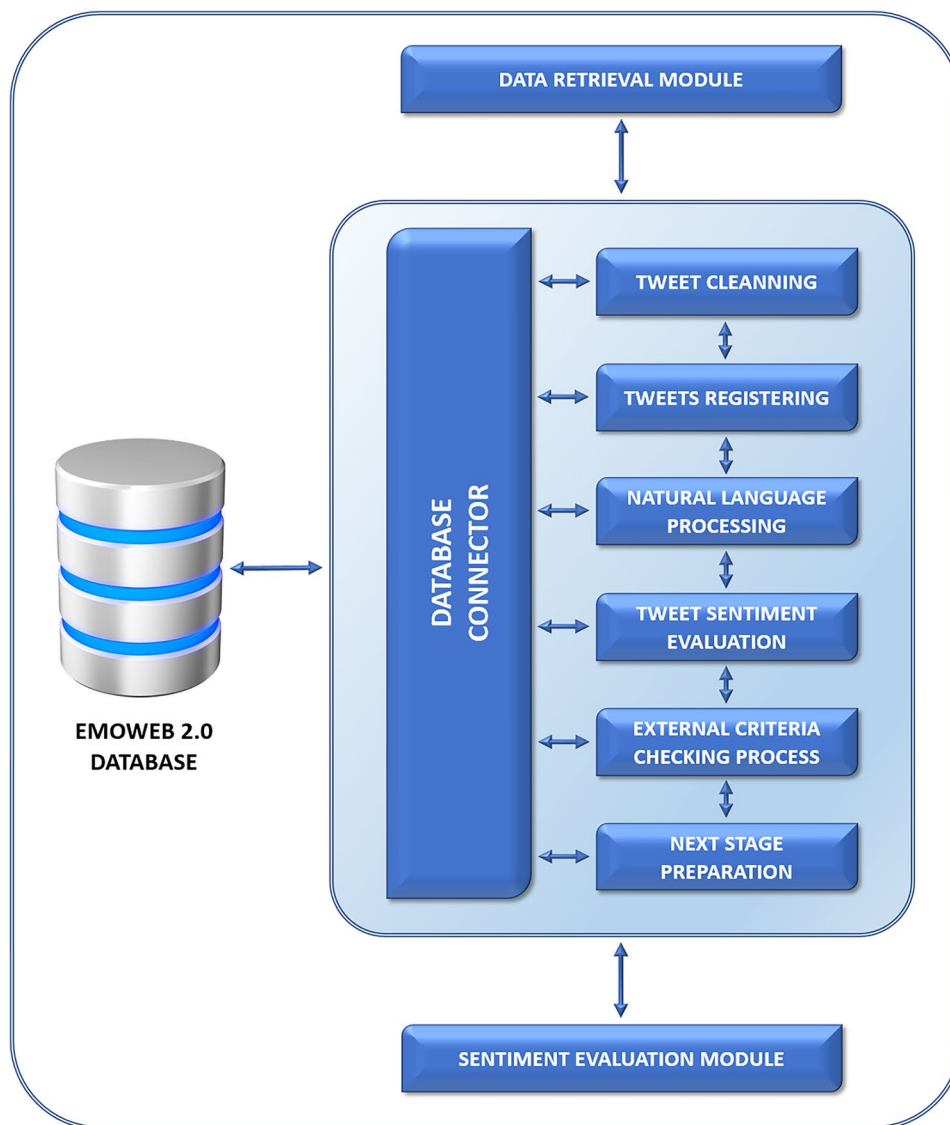 DATA RETRIEVAL MODULE
DATABASE
CONNECTOR
TWEET CLEANNING
TWEETS REGISTERING
NATURAL LANGUAGE
PROCESSING
TWEET SENTIMENT
EVALUATION
EXTERNAL CRITERIA
CHECKING PROCESS
NEXT STAGE
PREPARATION
EMOWEB 2.0
DATABASE
SENTIMENT EVALUATION MODULE